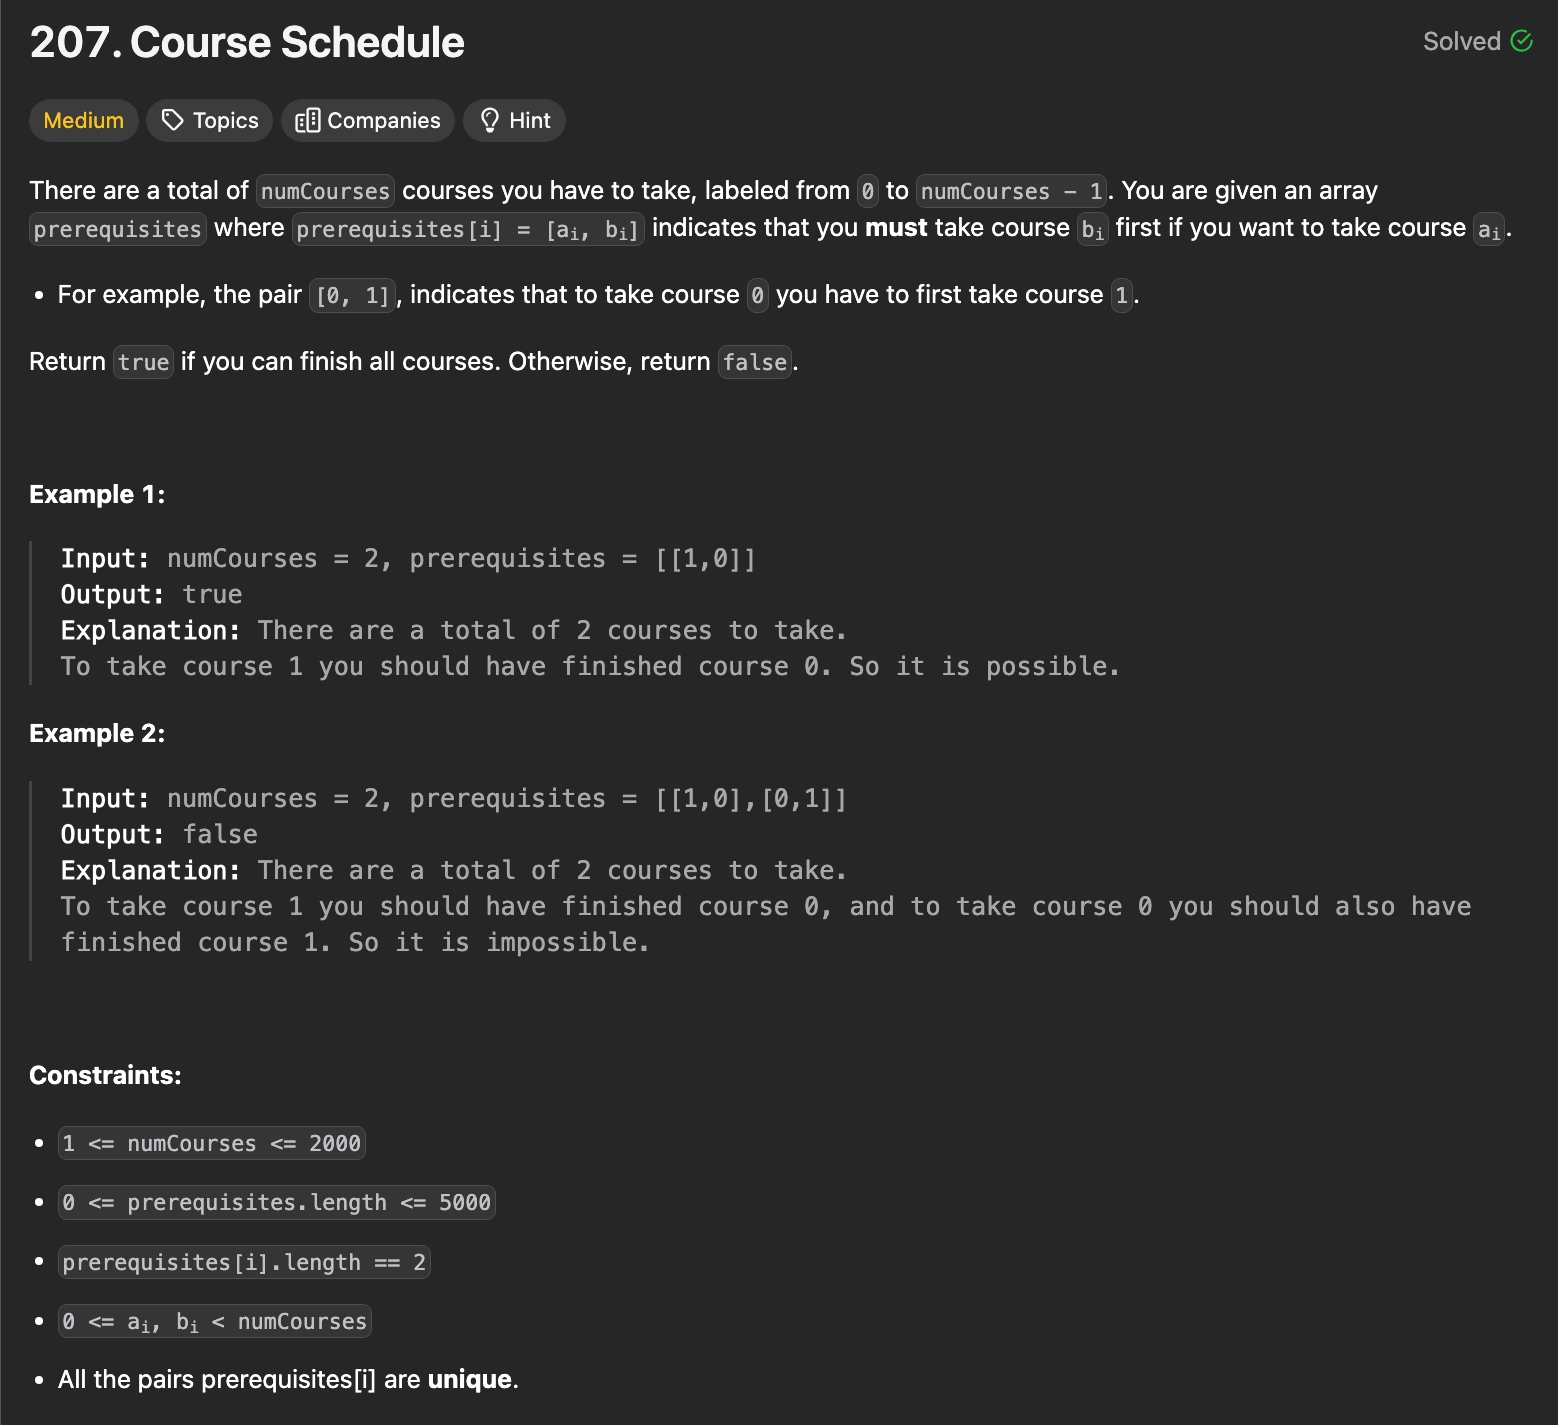 207. Course Schedule
Solved
Medium
Topics
Companies
Hint
There are a total of numCourses courses you have to take, labeled from 0 to numCourses - 1. You are given an array
prerequisites where prerequisites[i] = [aᵢ, bᵢ] indicates that you must take course bᵢ first if you want to take course aᵢ.
• For example, the pair [0, 1], indicates that to take course 0 you have to first take course 1.
Return true if you can finish all courses. Otherwise, return false.
Example 1:
Input: numCourses = 2, prerequisites = [[1,0]]
Output: true
Explanation: There are a total of 2 courses to take.
To take course 1 you should have finished course 0. So it is possible.
Example 2:
Input: numCourses = 2, prerequisites = [[1,0],[0,1]]
Output: false
Explanation: There are a total of 2 courses to take.
To take course 1 you should have finished course 0, and to take course 0 you should also have
finished course 1. So it is impossible.
Constraints:
• 1 <= numCourses <= 2000
• 0 <= prerequisites.length <= 5000
• prerequisites[i].length == 2
• 0 <= aᵢ, bᵢ < numCourses
• All the pairs prerequisites[i] are unique.